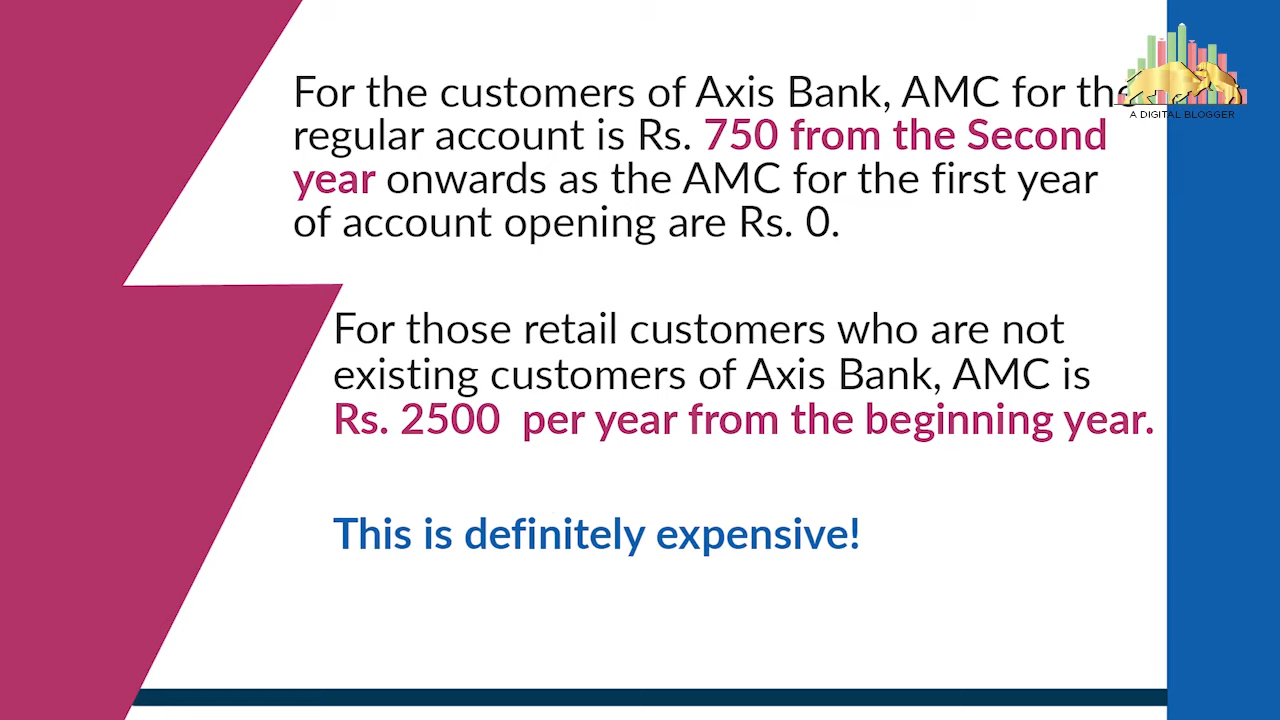 For the customers of Axis Bank, AMC for the
regular account is Rs. 750 from the Second
year onwards as the AMC for the first year
of account opening are Rs. 0.
For those retail customers who are not
existing customers of Axis Bank, AMC is
Rs. 2500 per year from the beginning year.
This is definitely expensive!
A DIGITAL BLOGGER